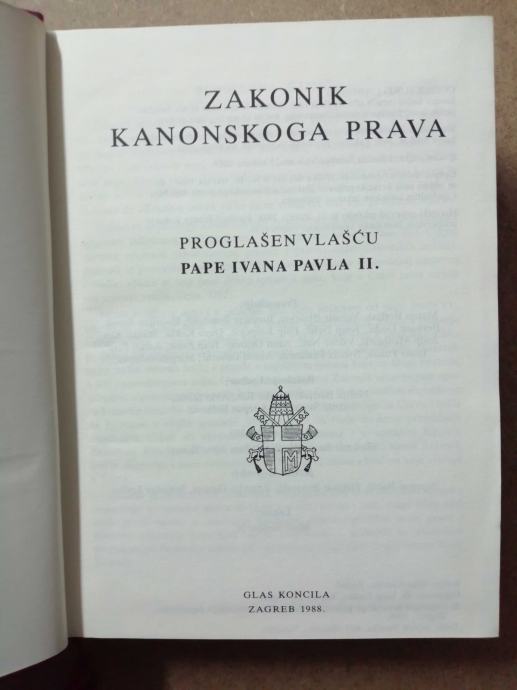 ZAKONIK
KANONSKOGA PRAVA
PROGLAŠEN VLAŠĆU
PAPE IVANA PAVLA II.
GLAS KONCILA
ZAGREB 1988.